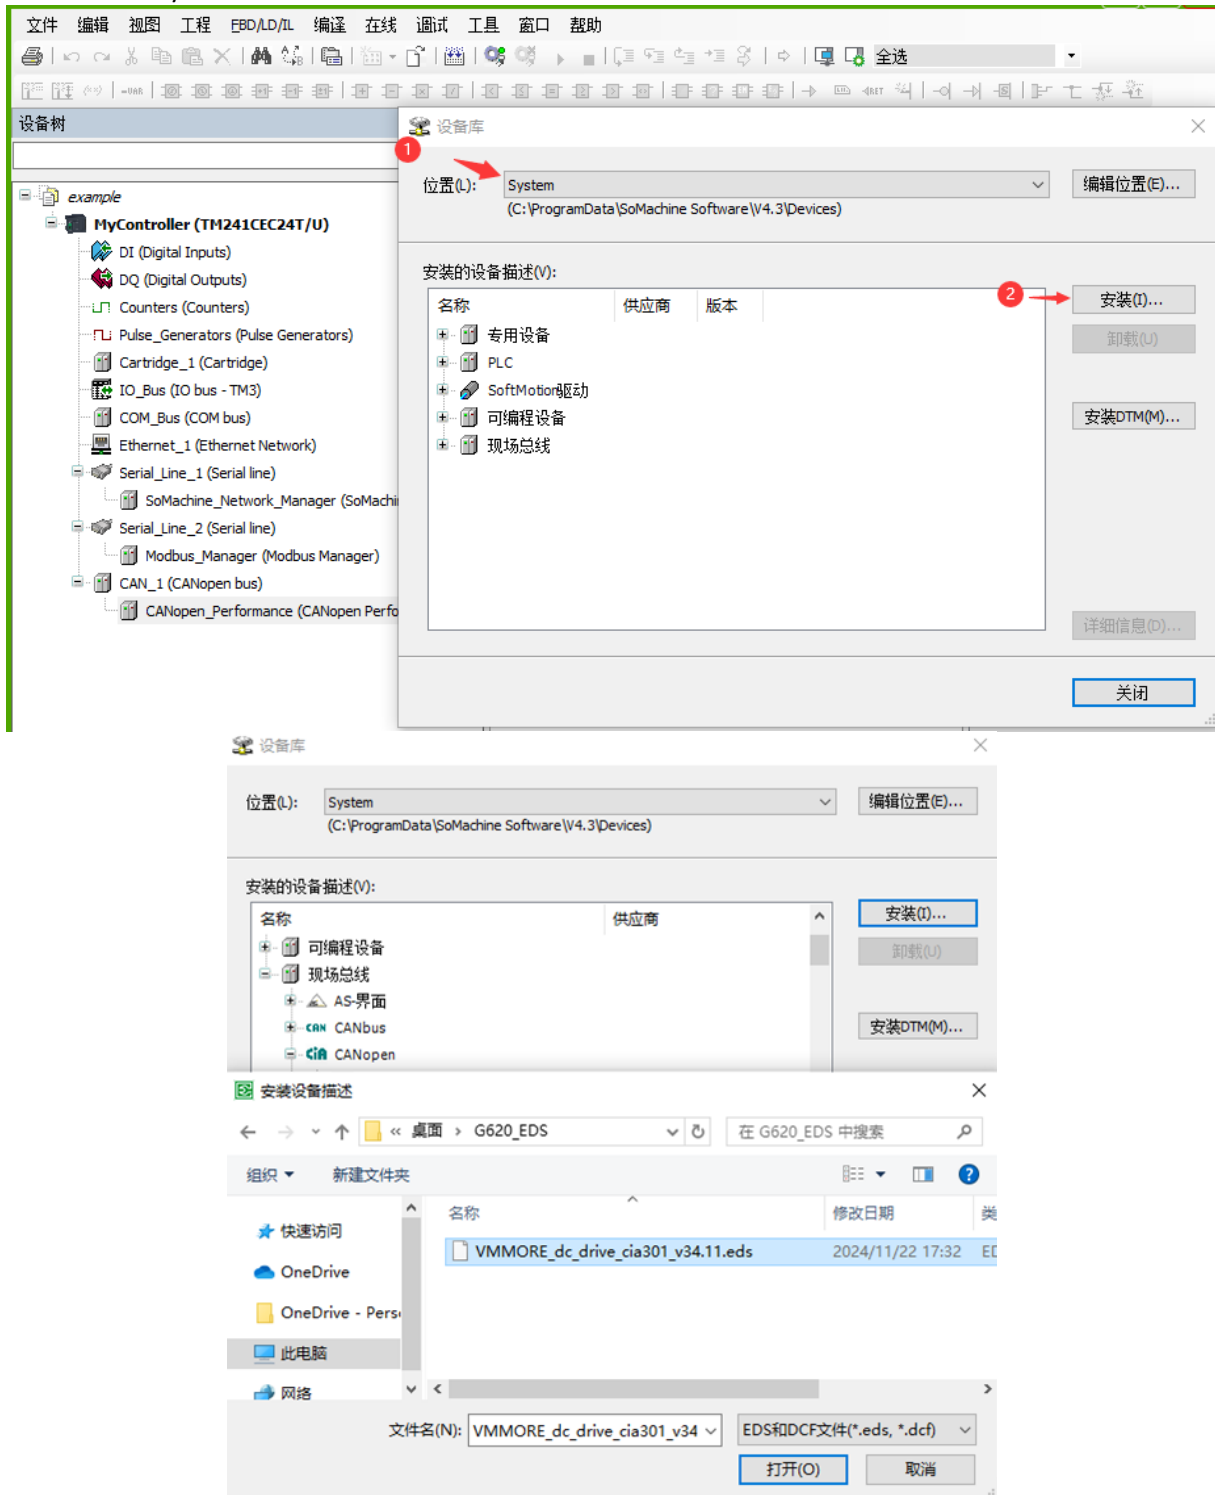 文件 编辑 视图 工程 FBD/LD/IL 编译 在线 调试 工具 窗口 帮助
全选
设备树
设备库
1
位置(L): System 编辑位置(E)...
(C:\ProgramData\SoMachine Software\V4.3\Devices)
example
MyController (TM241CEC24T/U)
DI (Digital Inputs)
DQ (Digital Outputs)
Counters (Counters)
Pulse_Generators (Pulse Generators)
Cartridge_1 (Cartridge)
IO_Bus (IO bus - TM3)
COM_Bus (COM bus)
Ethernet_1 (Ethernet Network)
Serial_Line_1 (Serial line)
SoMachine_Network_Manager (SoMachi
Serial_Line_2 (Serial line)
Modbus_Manager (Modbus Manager)
CAN_1 (CANopen bus)
CANopen_Performance (CANopen Perfo
安装的设备描述(V):
名称 供应商 版本
2
安装(I)...
专用设备
卸载(U)
PLC
SoftMotion驱动
可编程设备
安装DTM(M)...
现场总线
详细信息(D)...
关闭
设备库
位置(L): System 编辑位置(E)...
(C:\ProgramData\SoMachine Software\V4.3\Devices)
安装的设备描述(V):
名称 供应商
安装(I)...
可编程设备
卸载(U)
现场总线
AS-界面
CAN CANbus
安装DTM(M)...
CiA CANopen
安装设备描述
« 桌面 › G620_EDS
在 G620_EDS 中搜索
组织 新建文件夹
名称 修改日期 类
快速访问
VMMORE_dc_drive_cia301_v34.11.eds 2024/11/22 17:32 ED
OneDrive
OneDrive - Pers
此电脑
网络
文件名(N): VMMORE_dc_drive_cia301_v34 EDS和DCF文件(*.eds, *.dcf)
打开(O) 取消